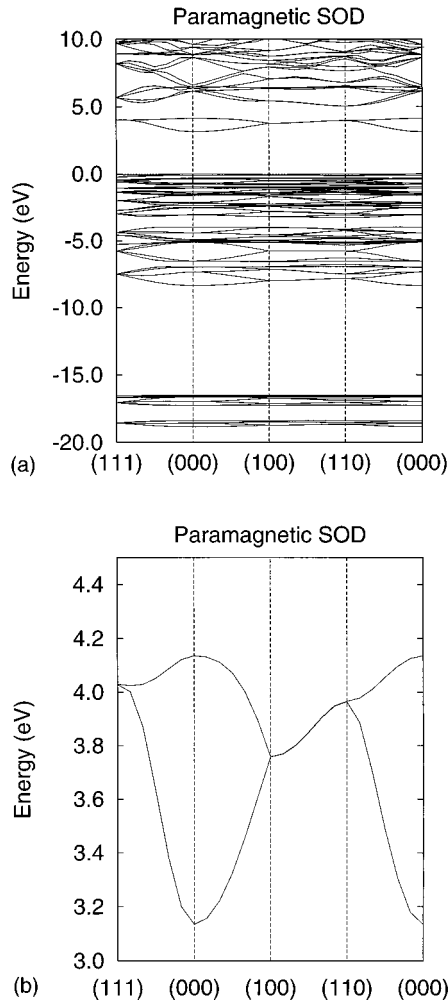 Paramagnetic SOD
10.0
5.0
0.0
-5.0
-10.0
-15.0
-20.0
Energy (eV)
(a)
(111) (000) (100) (110) (000)
Paramagnetic SOD
4.4
4.2
4.0
3.8
3.6
3.4
3.2
3.0
Energy (eV)
(b)
(111) (000) (100) (110) (000)